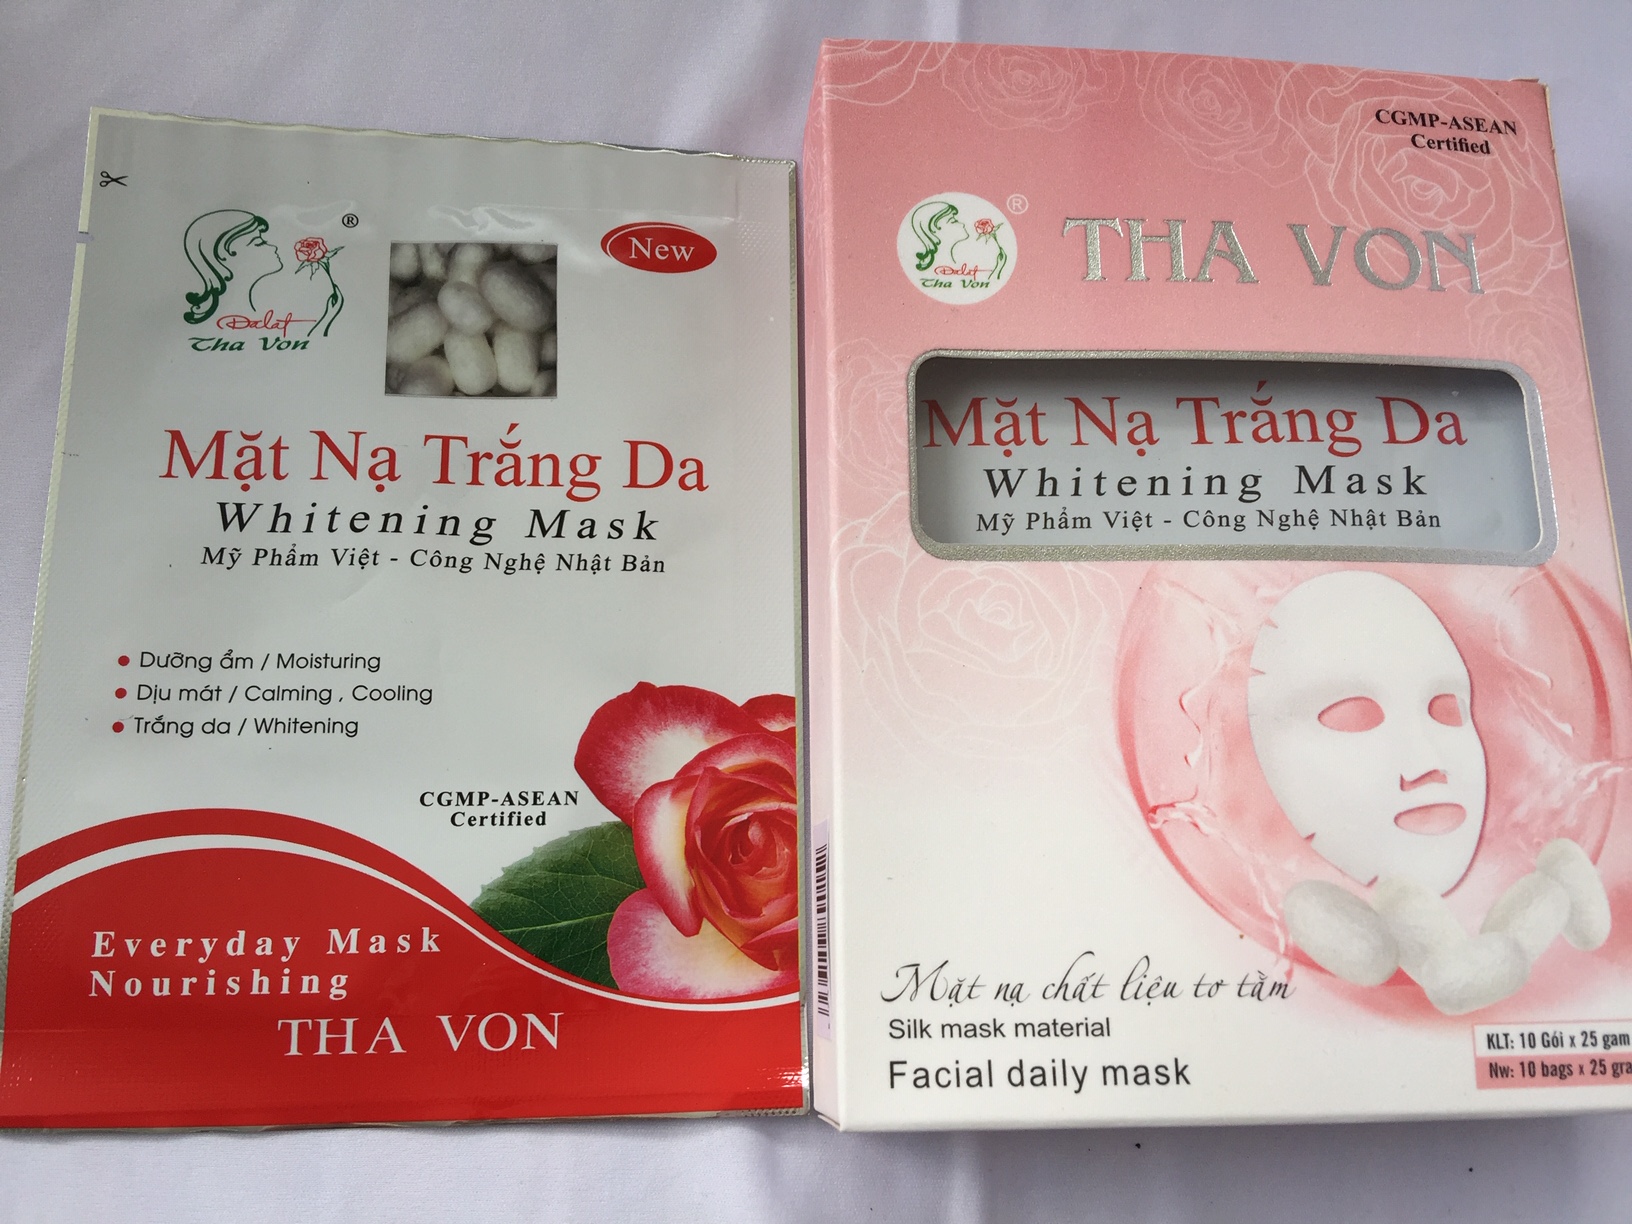 ®
Dalat
Tha Von
New
Mặt Nạ Trắng Da
Whitening Mask
Mỹ Phẩm Việt - Công Nghệ Nhật Bản
Dưỡng ẩm / Moisturing
Dịu mát / Calming , Cooling
Trắng da / Whitening
CGMP-ASEAN
Certified
Everyday Mask
Nourishing
THA VON
CGMP-ASEAN
Certified
®
Dalat
Tha Von
THA VON
Mặt Nạ Trắng Da
Whitening Mask
Mỹ Phẩm Việt - Công Nghệ Nhật Bản
Mặt nạ chất liệu tơ tằm
Silk mask material
Facial daily mask
KLT: 10 Gói x 25 gam
Nw: 10 bags x 25 gra